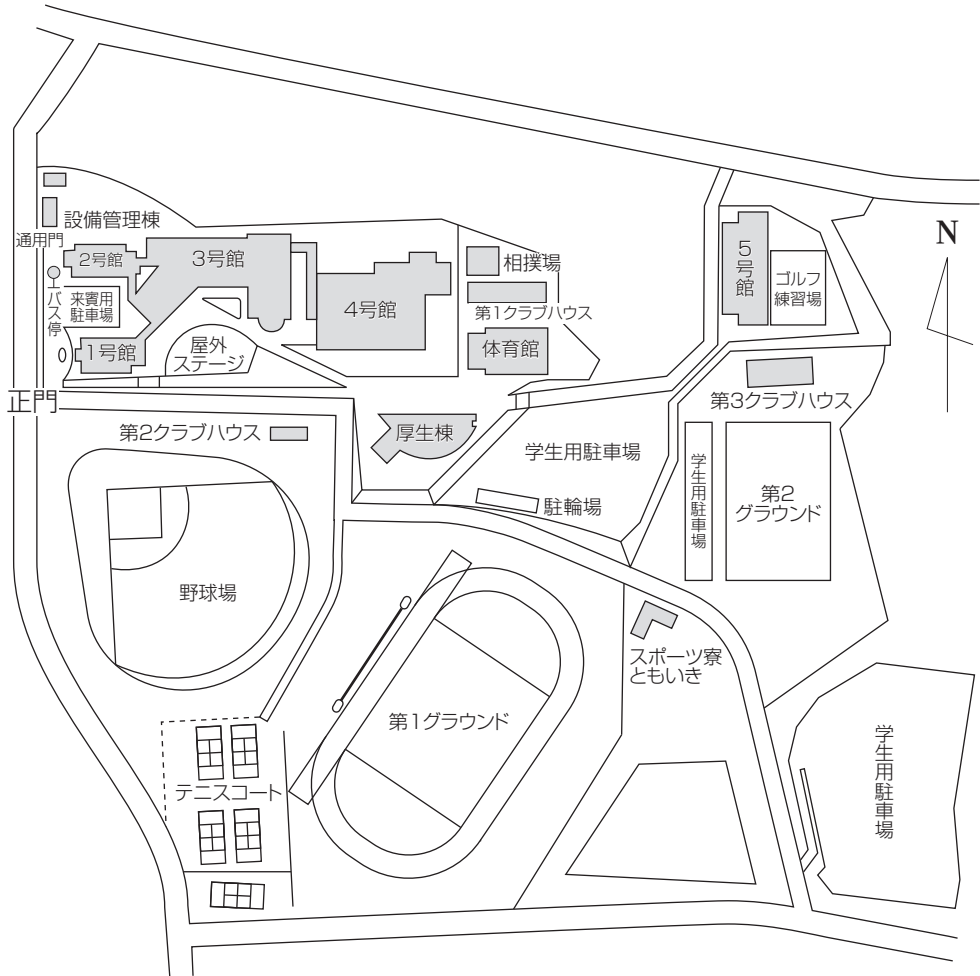 設備管理棟
通用門
2号館
3号館
4号館
相撲場
第1クラブハウス
5号館
ゴルフ
練習場
N
バス停
来賓用
駐車場
1号館
屋外
ステージ
体育館
正門
第2クラブハウス
厚生棟
第3クラブハウス
学生用駐車場
学生用駐車場
第2
グラウンド
駐輪場
野球場
スポーツ寮
ともいき
第1グラウンド
テニスコート
学生用駐車場